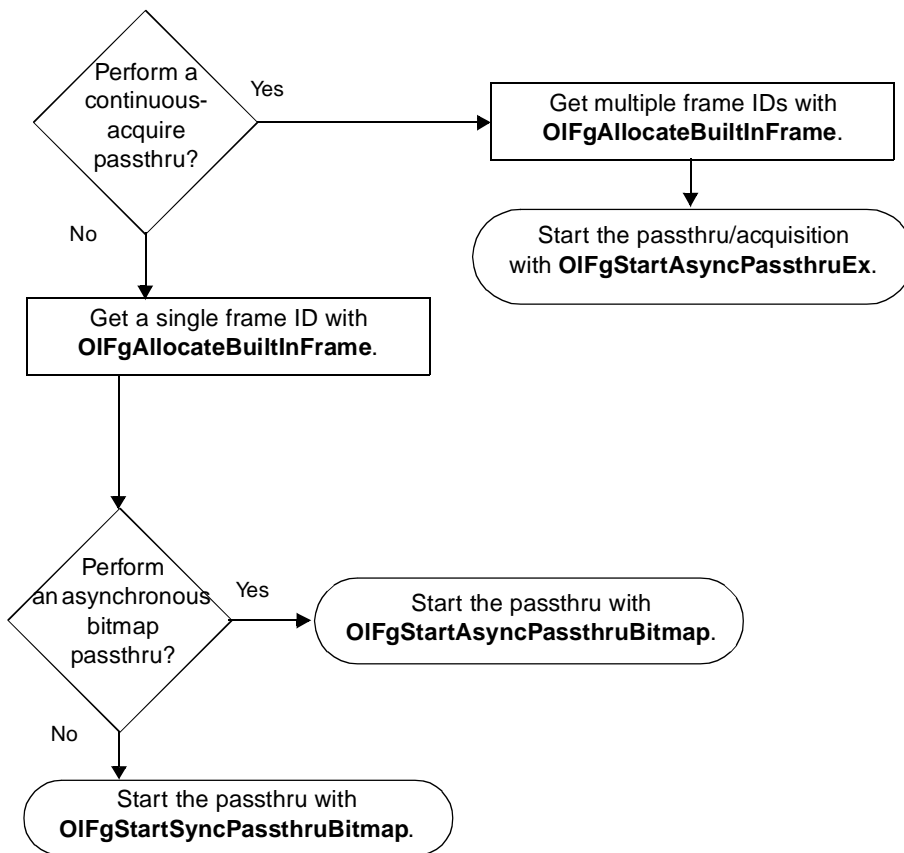 Perform a
continuous-
acquire
passthru?
Yes
Get multiple frame IDs with
OlFgAllocateBuiltInFrame.
No
Start the passthru/acquisition
with OlFgStartAsyncPassthruEx.
Get a single frame ID with
OlFgAllocateBuiltInFrame.
Perform
an asynchronous
bitmap
passthru?
Yes
Start the passthru with
OlFgStartAsyncPassthruBitmap.
No
Start the passthru with
OlFgStartSyncPassthruBitmap.